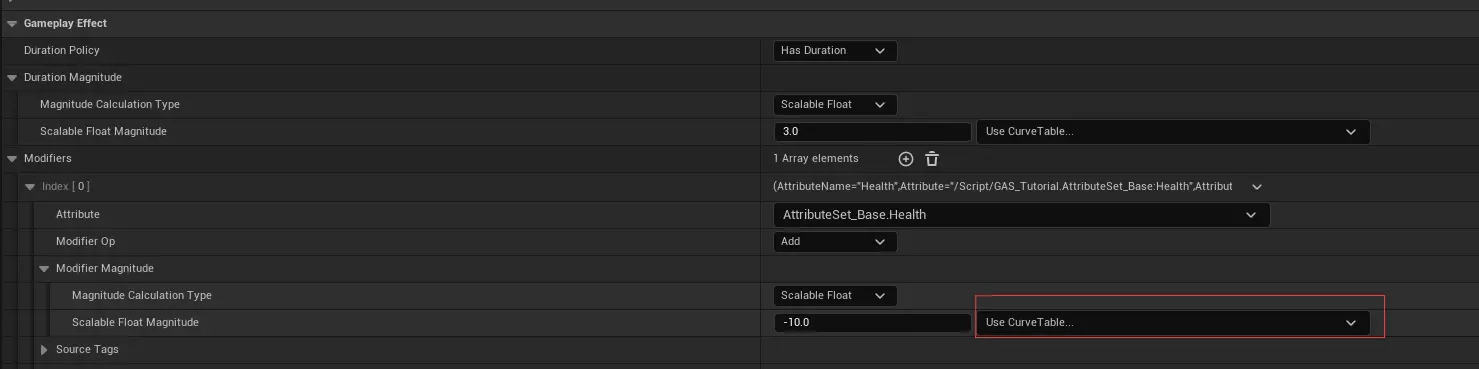 Gameplay Effect
Duration Policy Has Duration
Duration Magnitude
Magnitude Calculation Type Scalable Float
Scalable Float Magnitude 3.0 Use CurveTable...
Modifiers 1 Array elements
Index [ 0 ] (AttributeName="Health",Attribute="/Script/GAS_Tutorial.AttributeSet_Base:Health",Attribut
Attribute AttributeSet_Base.Health
Modifier Op Add
Modifier Magnitude
Magnitude Calculation Type Scalable Float
Scalable Float Magnitude -10.0 Use CurveTable...
Source Tags